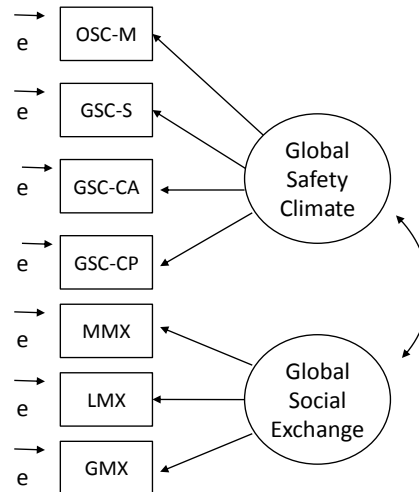 OSC-M
e
GSC-S
e
GSC-CA
e
GSC-CP
e
Global
Safety
Climate
MMX
e
LMX
e
GMX
e
Global
Social
Exchange